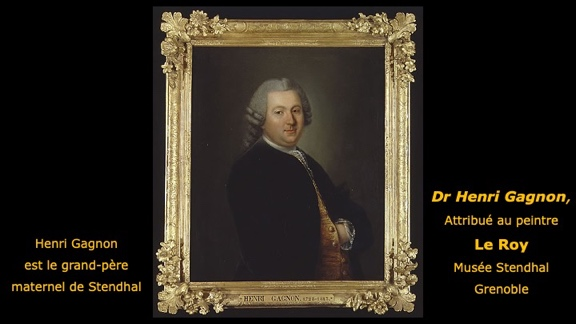 Henri Gagnon
est le grand-père
maternel de Stendhal
HENRI GAGNON
Dr Henri Gagnon,
Attribué au peintre
Le Roy
Musée Stendhal
Grenoble